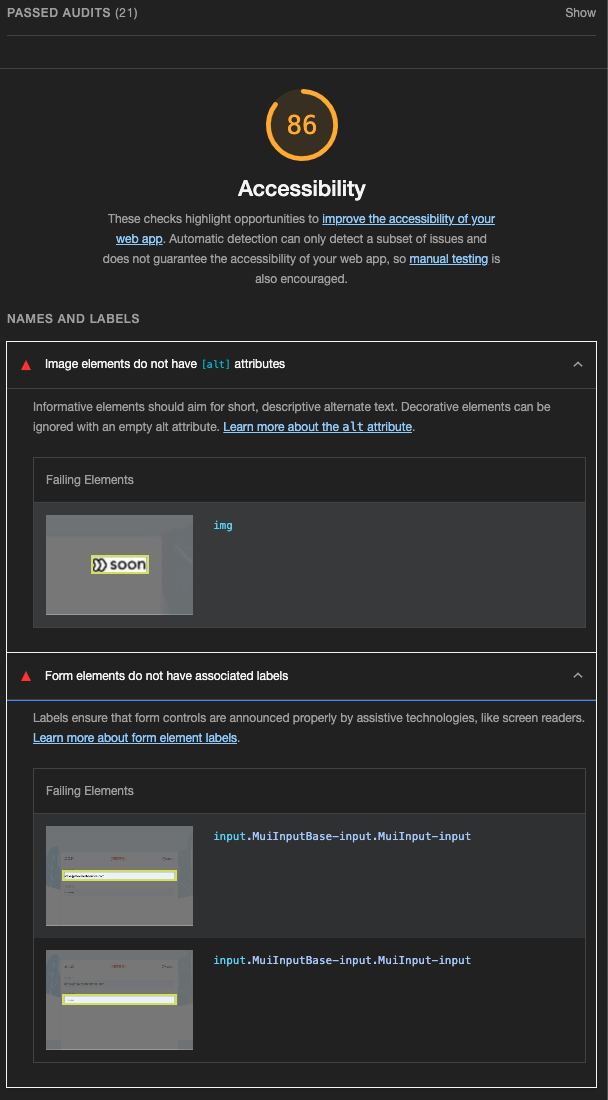 PASSED AUDITS (21)
Show
86
Accessibility
These checks highlight opportunities to improve the accessibility of your
web app. Automatic detection can only detect a subset of issues and
does not guarantee the accessibility of your web app, so manual testing is
also encouraged.
NAMES AND LABELS
Image elements do not have [alt] attributes
Informative elements should aim for short, descriptive alternate text. Decorative elements can be
ignored with an empty alt attribute. Learn more about the alt attribute.
Failing Elements
soon
img
Form elements do not have associated labels
Labels ensure that form controls are announced properly by assistive technologies, like screen readers.
Learn more about form element labels.
Failing Elements
input.MuiInputBase-input.MuiInput-input
input.MuiInputBase-input.MuiInput-input